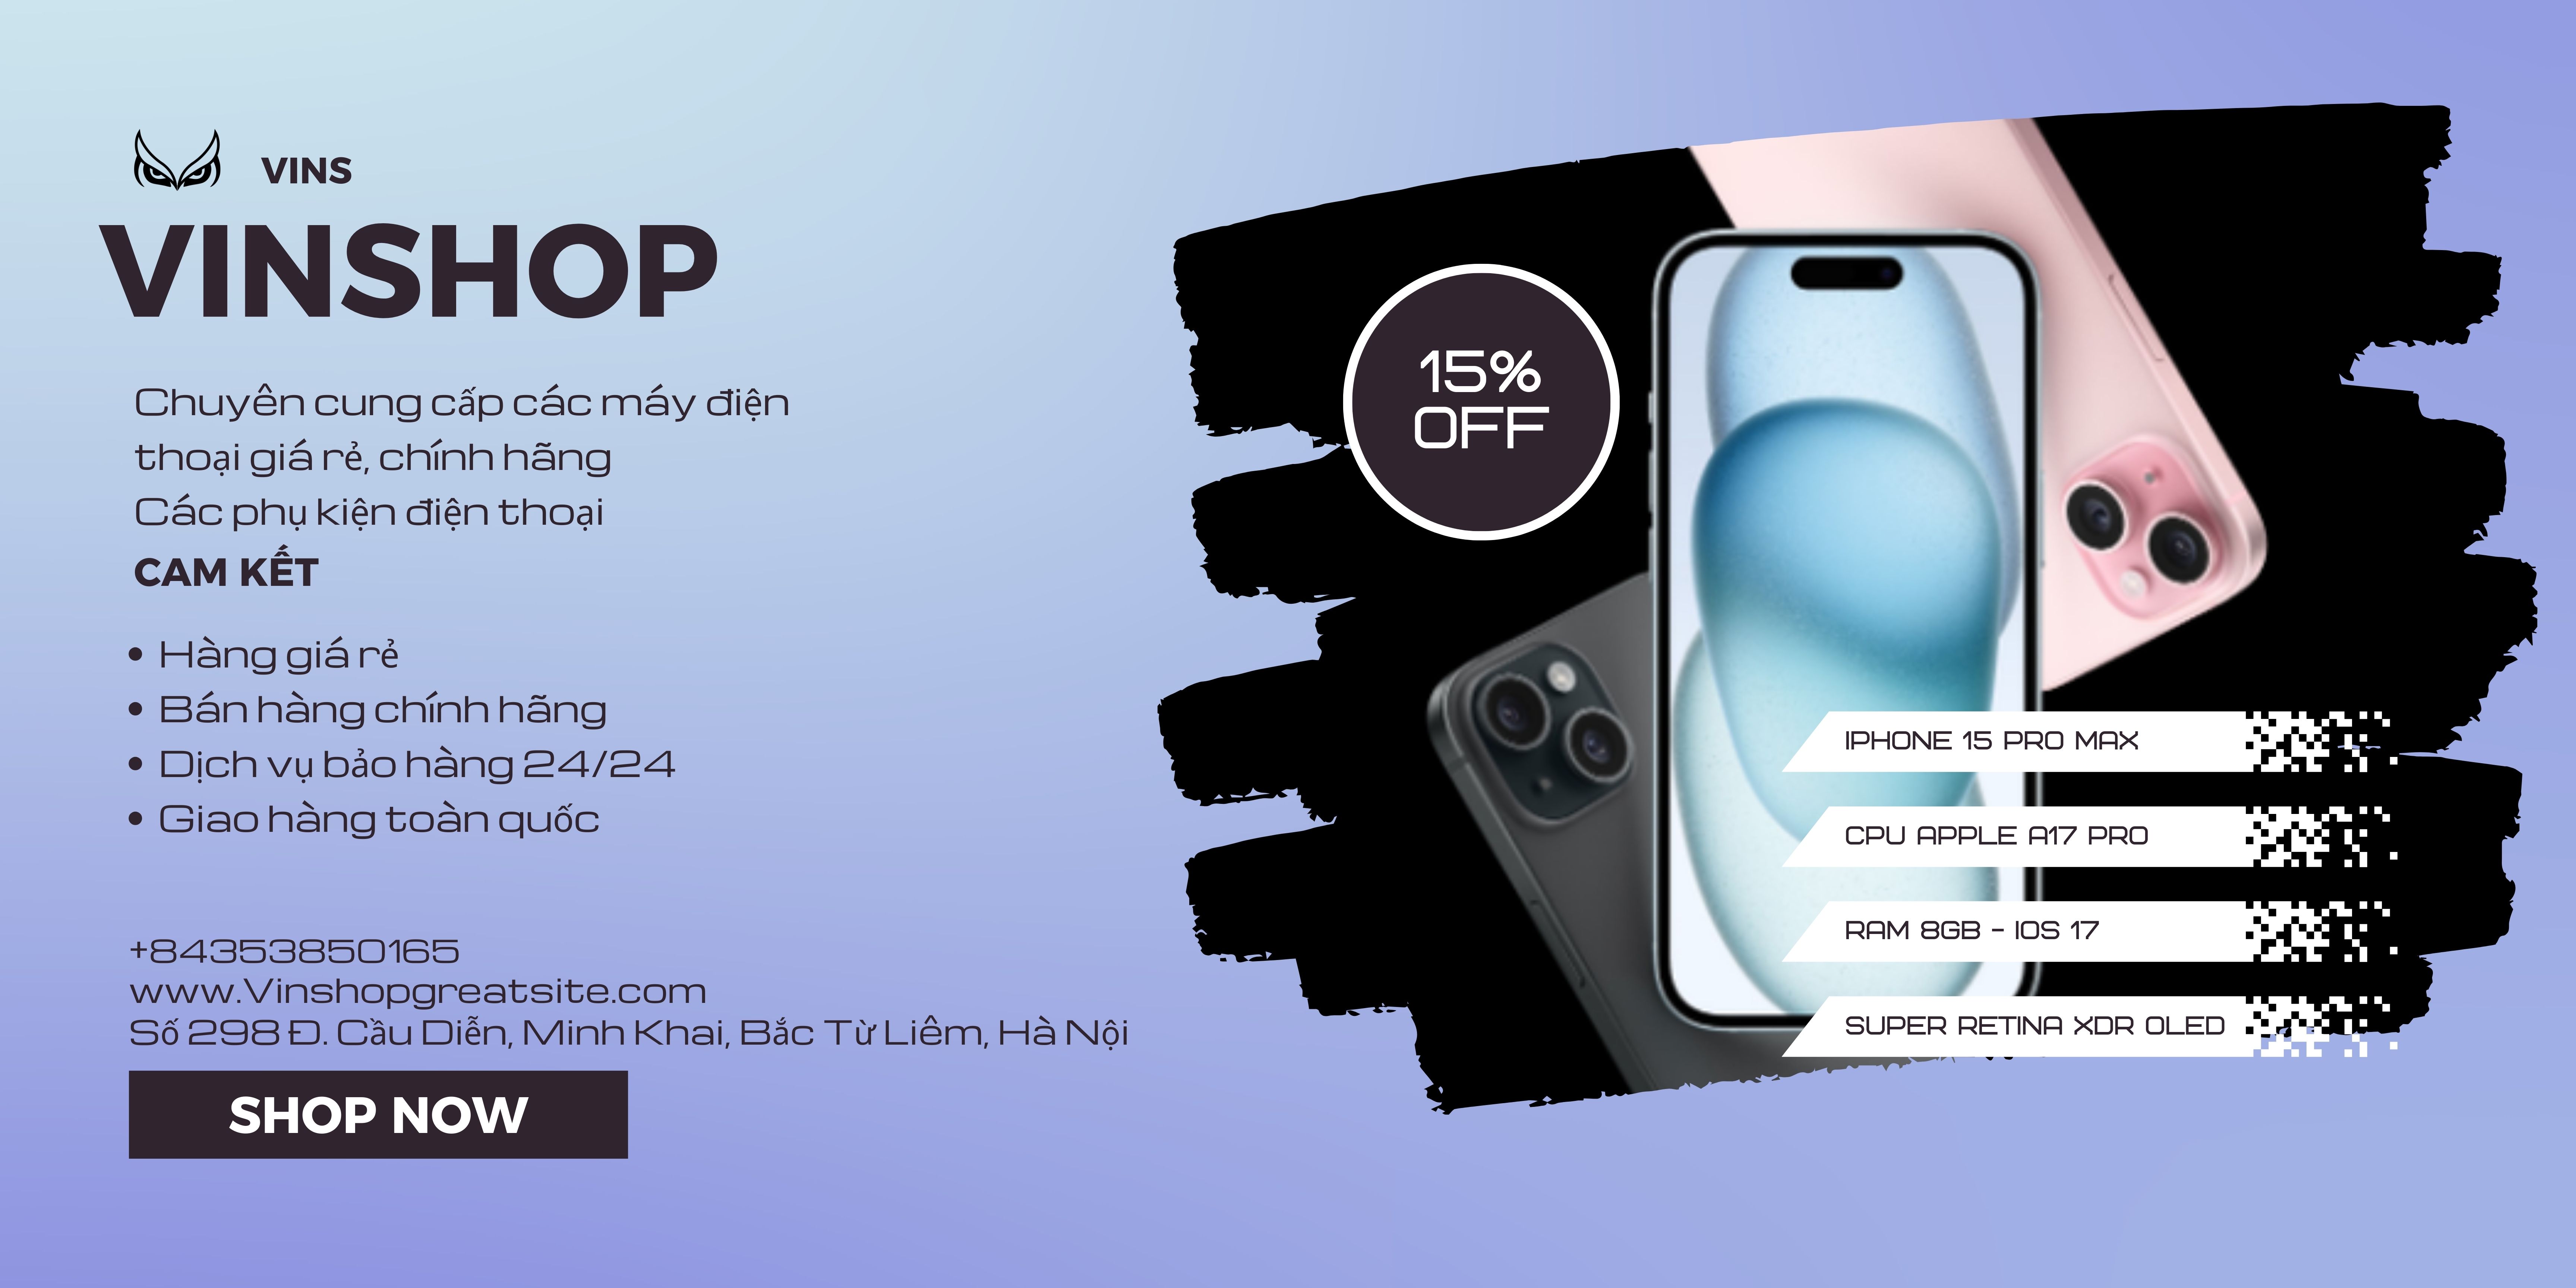 VINS
VINSHOP
Chuyên cung cấp các máy điện
thoại giá rẻ, chính hãng
Các phụ kiện điện thoại
CAM KẾT
Hàng giá rẻ
Bán hàng chính hãng
Dịch vụ bảo hàng 24/24
Giao hàng toàn quốc
+84353850165
www.Vinshopgreatsite.com
Số 298 Đ. Cầu Diễn, Minh Khai, Bắc Từ Liêm, Hà Nội
SHOP NOW
15%
OFF
IPHONE 15 PRO MAX
CPU APPLE A17 PRO
RAM 8GB - IOS 17
SUPER RETINA XDR OLED